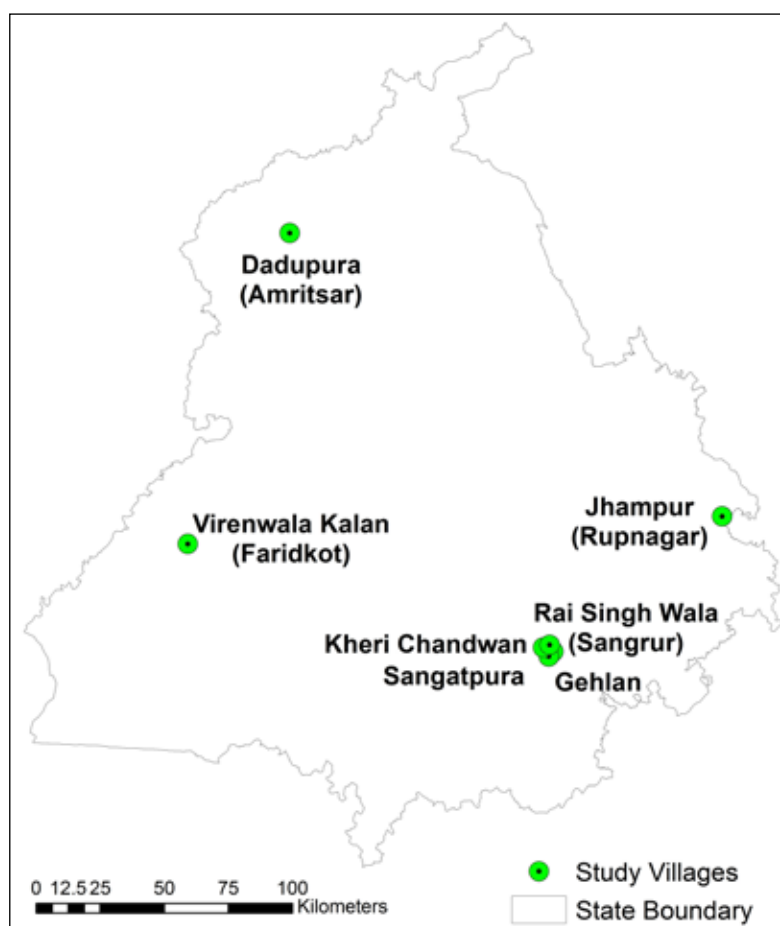 Dadupura
(Amritsar)
Virenwala Kalan
(Faridkot)
Jhampur
(Rupnagar)
Rai Singh Wala
(Sangrur)
Kheri Chandwan
Sangatpura
Gehlan
0 12.5 25 50 75 100
Kilometers
Study Villages
State Boundary